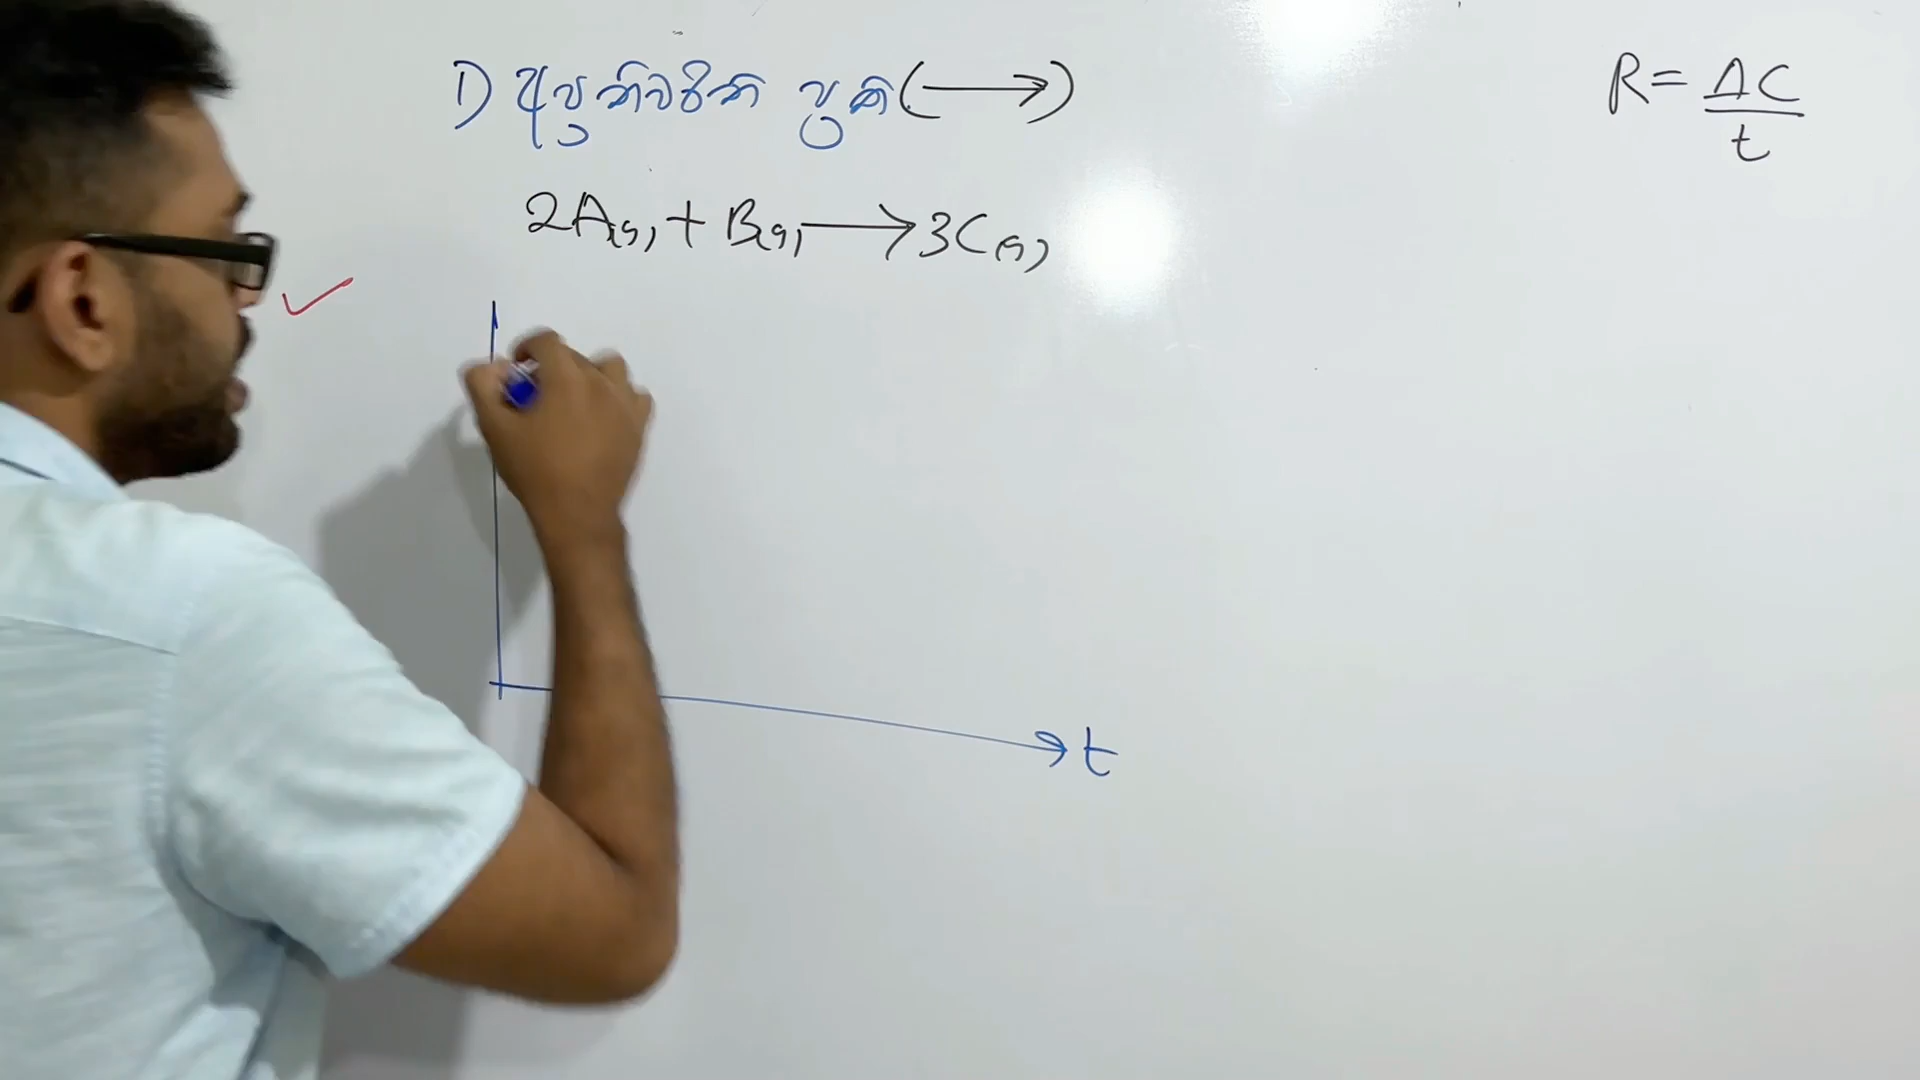 1) අප්‍රතිවර්තිත ප්‍රති (⟶)
R = ΔC / t
2A(g) + B(g) ⟶ 3C(g)
t